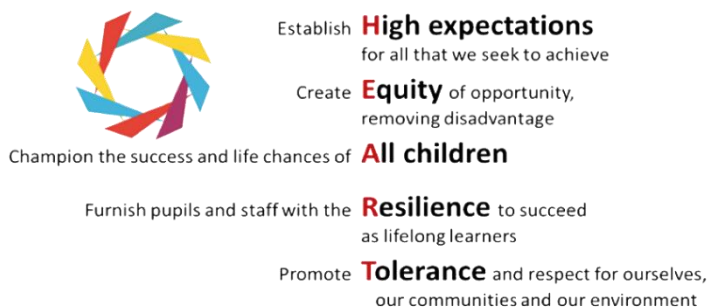 Establish High expectations
for all that we seek to achieve
Create Equity of opportunity,
removing disadvantage
Champion the success and life chances of All children
Furnish pupils and staff with the Resilience to succeed
as lifelong learners
Promote Tolerance and respect for ourselves,
our communities and our environment